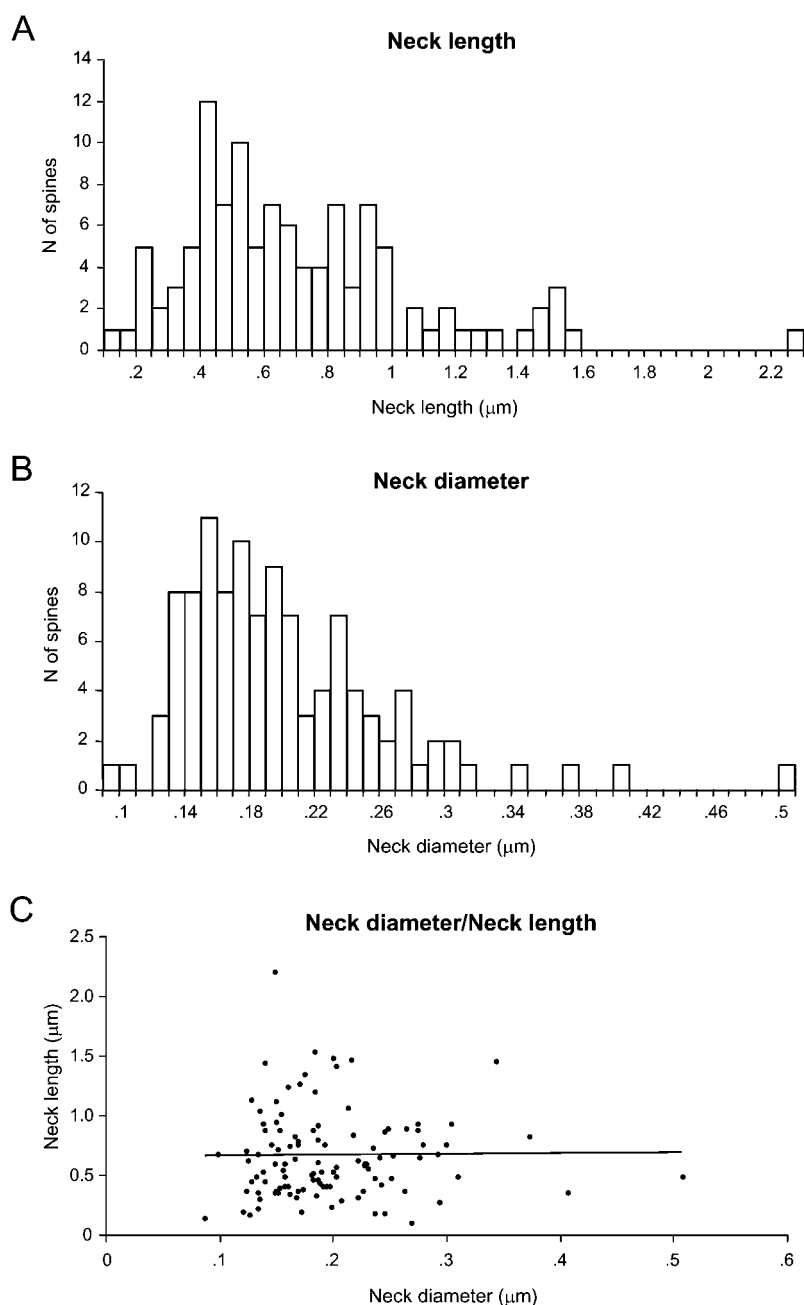 A
Neck length
14
12
10
8
6
4
2
0
N of spines
.2 .4 .6 .8 1 1.2 1.4 1.6 1.8 2 2.2
Neck length (μm)
B
Neck diameter
12
10
8
6
4
2
0
N of spines
.1 .14 .18 .22 .26 .3 .34 .38 .42 .46 .5
Neck diameter (μm)
C
Neck diameter/Neck length
2.5
2.0
1.5
1.0
0.5
0
Neck length (μm)
0 .1 .2 .3 .4 .5 .6
Neck diameter (μm)